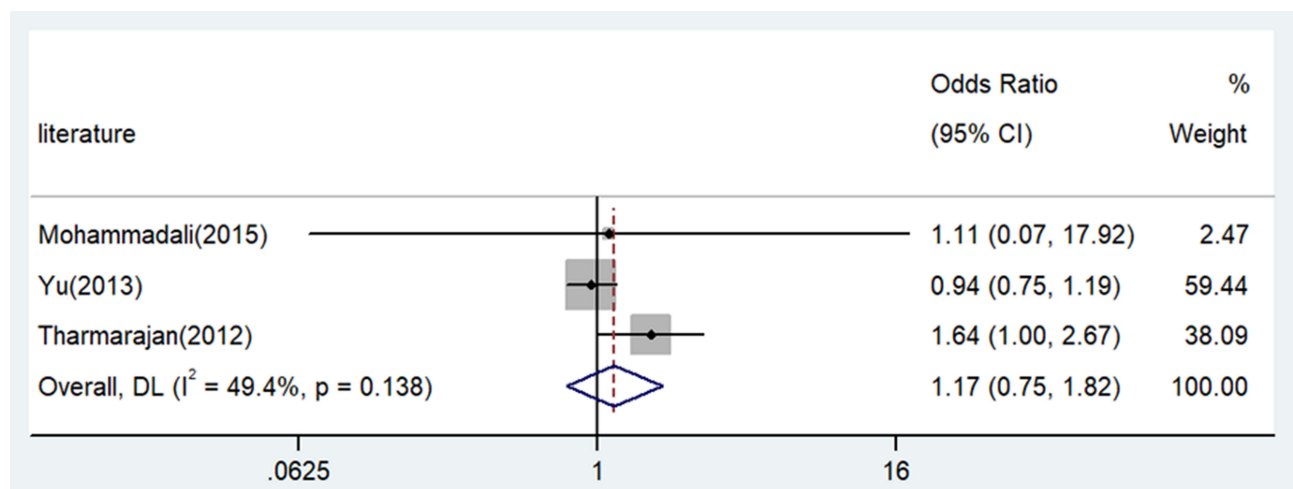 Odds Ratio %
literature (95% CI) Weight
Mohammadali(2015) 1.11 (0.07, 17.92) 2.47
Yu(2013) 0.94 (0.75, 1.19) 59.44
Tharmarajan(2012) 1.64 (1.00, 2.67) 38.09
Overall, DL (I² = 49.4%, p = 0.138) 1.17 (0.75, 1.82) 100.00
.0625 1 16